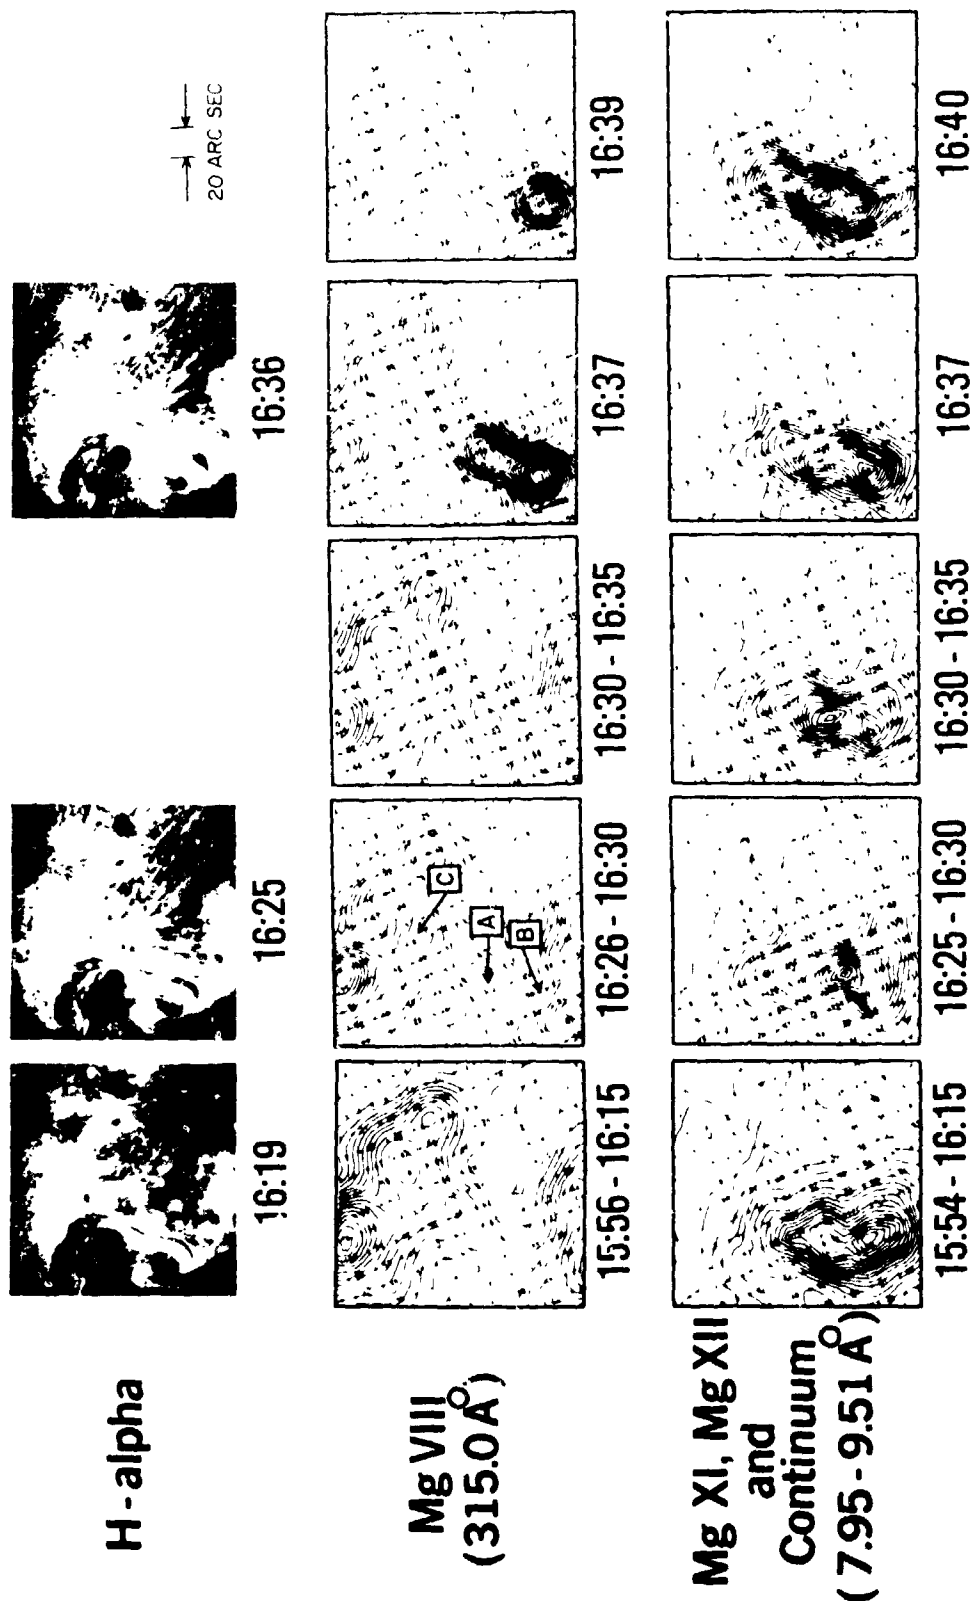 H - alpha
16:19
16:25
16:36
20 ARC SEC
Mg VIII
(315.0 Å)
15:56 - 16:15
16:26 - 16:30
A
B
C
16:30 - 16:35
16:37
16:39
Mg XI, Mg XII
and
Continuum
(7.95 - 9.51 Å)
15:54 - 16:15
16:25 - 16:30
16:30 - 16:35
16:37
16:40